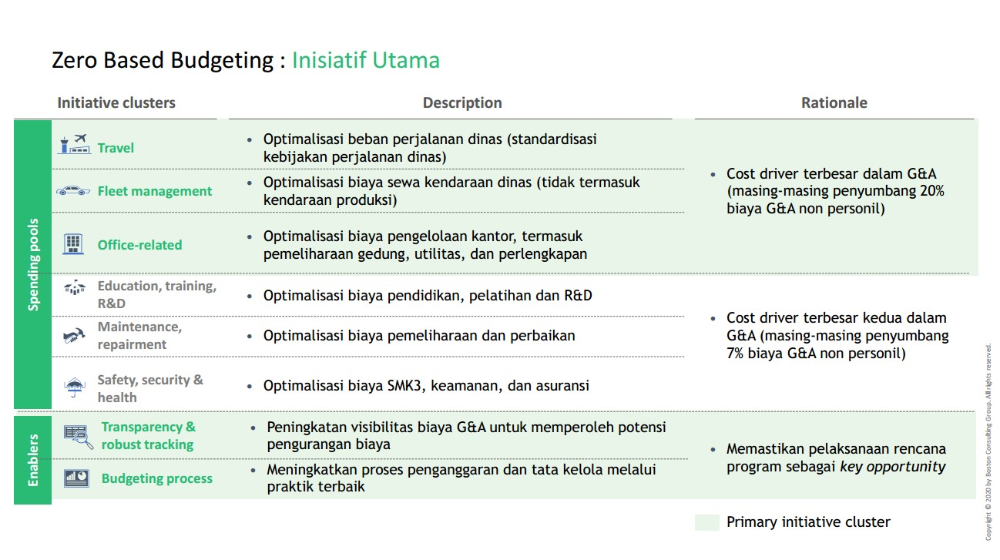 Zero Based Budgeting : Inisiatif Utama
Initiative clusters
Description
Rationale
Spending pools
Travel
• Optimalisasi beban perjalanan dinas (standardisasi
kebijakan perjalanan dinas)
Fleet management
• Optimalisasi biaya sewa kendaraan dinas (tidak termasuk
kendaraan produksi)
Office-related
• Optimalisasi biaya pengelolaan kantor, termasuk
pemeliharaan gedung, utilitas, dan perlengkapan
• Cost driver terbesar dalam G&A
(masing-masing penyumbang 20%
biaya G&A non personil)
Education, training,
R&D
• Optimalisasi biaya pendidikan, pelatihan dan R&D
Maintenance,
repairment
• Optimalisasi biaya pemeliharaan dan perbaikan
Safety, security &
health
• Optimalisasi biaya SMK3, keamanan, dan asuransi
• Cost driver terbesar kedua dalam
G&A (masing-masing penyumbang
7% biaya G&A non personil)
Enablers
Transparency &
robust tracking
• Peningkatan visibilitas biaya G&A untuk memperoleh potensi
pengurangan biaya
Budgeting process
• Meningkatkan proses penganggaran dan tata kelola melalui
praktik terbaik
• Memastikan pelaksanaan rencana
program sebagai key opportunity
Primary initiative cluster
Copyright © 2020 by Boston Consulting Group. All rights reserved.